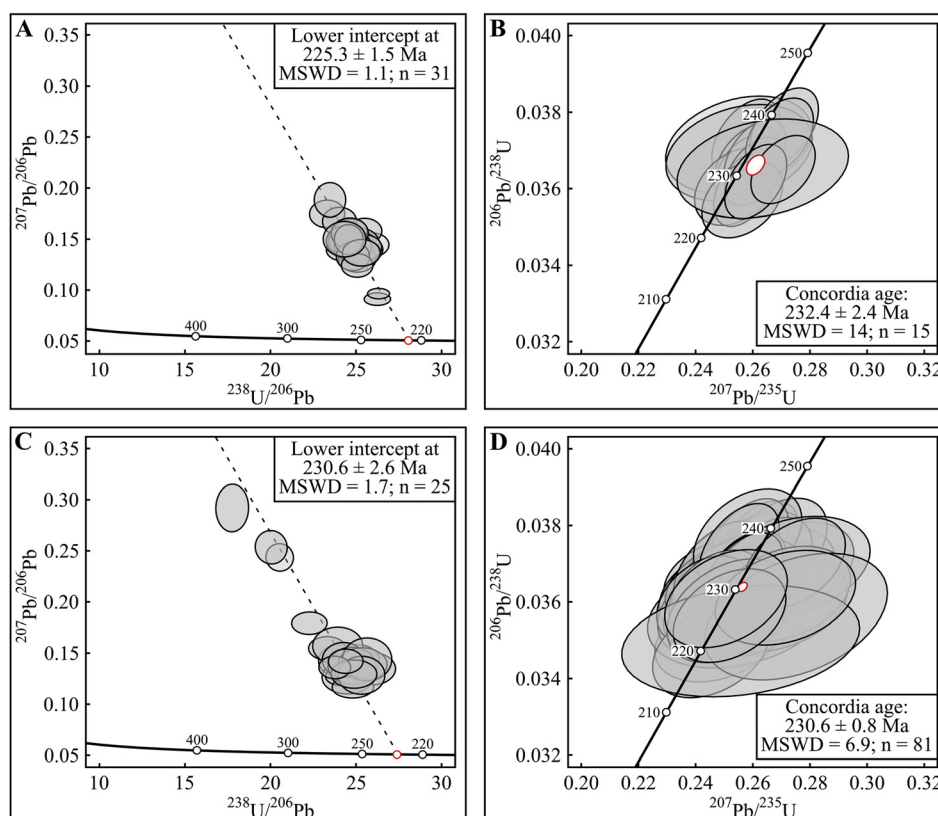 A
Lower intercept at
225.3 ± 1.5 Ma
MSWD = 1.1; n = 31
0.35
0.30
0.25
0.20
0.15
0.10
0.05
²⁰⁷Pb/²⁰⁶Pb
400
300
250
220
10
15
20
25
30
²³⁸U/²⁰⁶Pb
B
0.040
0.038
0.036
0.034
0.032
²⁰⁶Pb/²³⁸U
250
240
230
220
210
Concordia age:
232.4 ± 2.4 Ma
MSWD = 14; n = 15
0.20
0.22
0.24
0.26
0.28
0.30
0.32
²⁰⁷Pb/²³⁵U
C
Lower intercept at
230.6 ± 2.6 Ma
MSWD = 1.7; n = 25
0.35
0.30
0.25
0.20
0.15
0.10
0.05
²⁰⁷Pb/²⁰⁶Pb
400
300
250
220
10
15
20
25
30
²³⁸U/²⁰⁶Pb
D
0.040
0.038
0.036
0.034
0.032
²⁰⁶Pb/²³⁸U
250
240
230
220
210
Concordia age:
230.6 ± 0.8 Ma
MSWD = 6.9; n = 81
0.20
0.22
0.24
0.26
0.28
0.30
0.32
²⁰⁷Pb/²³⁵U